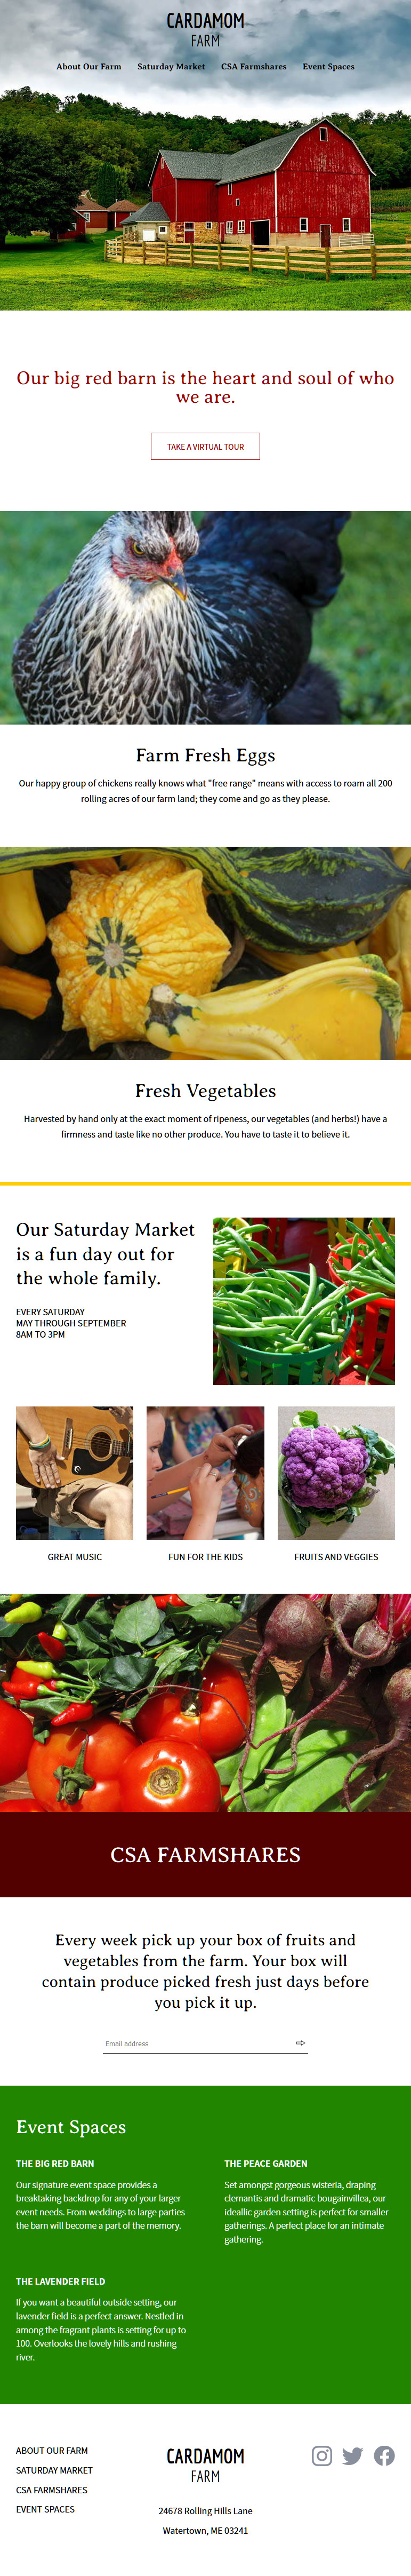 CARDAMOM
FARM
About Our Farm Saturday Market CSA Farmshares Event Spaces
Our big red barn is the heart and soul of who
we are.
TAKE A VIRTUAL TOUR
Farm Fresh Eggs
Our happy group of chickens really knows what "free range" means with access to roam all 200
rolling acres of our farm land; they come and go as they please.
Fresh Vegetables
Harvested by hand only at the exact moment of ripeness, our vegetables (and herbs!) have a
firmness and taste like no other produce. You have to taste it to believe it.
Our Saturday Market
is a fun day out for
the whole family.
EVERY SATURDAY
MAY THROUGH SEPTEMBER
8AM TO 3PM
GREAT MUSIC
FUN FOR THE KIDS
FRUITS AND VEGGIES
CSA FARMSHARES
Every week pick up your box of fruits and
vegetables from the farm. Your box will
contain produce picked fresh just days before
you pick it up.
Email address
Event Spaces
THE BIG RED BARN
Our signature event space provides a
breaktaking backdrop for any of your larger
event needs. From weddings to large parties
the barn will become a part of the memory.
THE PEACE GARDEN
Set amongst gorgeous wisteria, draping
clemantis and dramatic bougainvillea, our
ideallic garden setting is perfect for smaller
gatherings. A perfect place for an intimate
gathering.
THE LAVENDER FIELD
If you want a beautiful outside setting, our
lavender field is a perfect answer. Nestled in
among the fragrant plants is setting for up to
100. Overlooks the lovely hills and rushing
river.
ABOUT OUR FARM
SATURDAY MARKET
CSA FARMSHARES
EVENT SPACES
CARDAMOM
FARM
24678 Rolling Hills Lane
Watertown, ME 03241